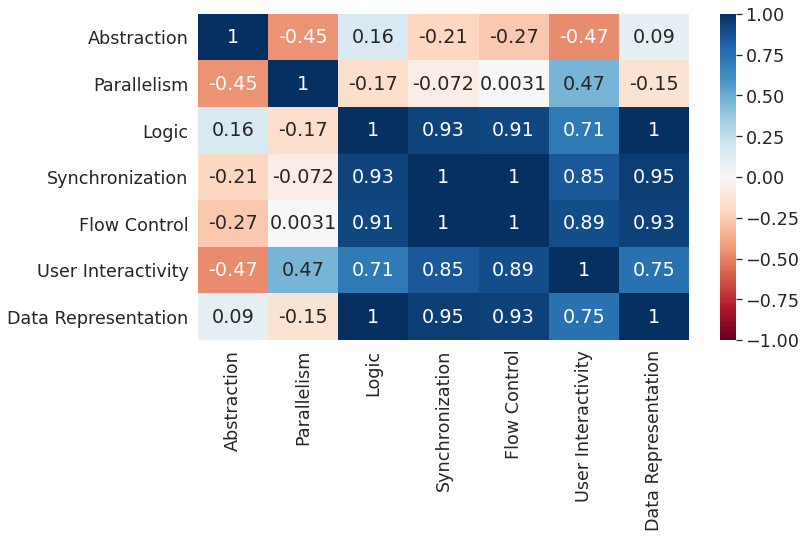 Abstraction 1 -0.45 0.16 -0.21 -0.27 -0.47 0.09
Parallelism -0.45 1 -0.17 -0.072 0.0031 0.47 -0.15
Logic 0.16 -0.17 1 0.93 0.91 0.71 1
Synchronization -0.21 -0.072 0.93 1 1 0.85 0.95
Flow Control -0.27 0.0031 0.91 1 1 0.89 0.93
User Interactivity -0.47 0.47 0.71 0.85 0.89 1 0.75
Data Representation 0.09 -0.15 1 0.95 0.93 0.75 1
Abstraction
Parallelism
Logic
Synchronization
Flow Control
User Interactivity
Data Representation
1.00
0.75
0.50
0.25
0.00
−0.25
−0.50
−0.75
−1.00